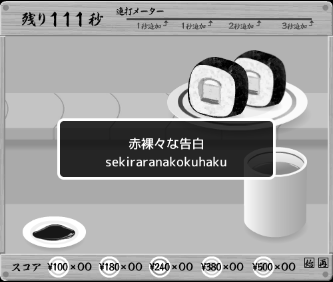 残り111秒
連打メーター
1秒追加 1秒追加 2秒追加 3秒追加
赤裸々な告白
sekiraranakokuhaku
スコア ¥100×00 ¥180×00 ¥240×00 ¥380×00 ¥500×00